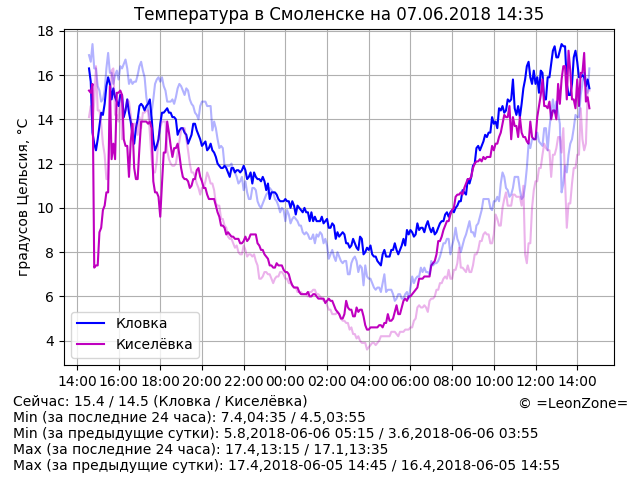 Температура в Смоленске на 07.06.2018 14:35
градусов Цельсия, °C
18
16
14
12
10
8
6
4
Кловка
Киселёвка
14:00 16:00 18:00 20:00 22:00 00:00 02:00 04:00 06:00 08:00 10:00 12:00 14:00
Сейчас: 15.4 / 14.5 (Кловка / Киселёвка)
© =LeonZone=
Min (за последние 24 часа): 7.4,04:35 / 4.5,03:55
Min (за предыдущие сутки): 5.8,2018-06-06 05:15 / 3.6,2018-06-06 03:55
Max (за последние 24 часа): 17.4,13:15 / 17.1,13:35
Max (за предыдущие сутки): 17.4,2018-06-05 14:45 / 16.4,2018-06-05 14:55